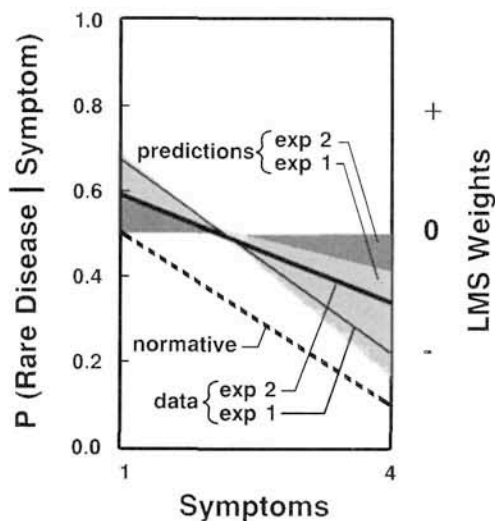 P (Rare Disease | Symptom)
1.0
0.8
0.6
0.4
0.2
0.0
predictions { exp 2
exp 1
normative
data { exp 2
exp 1
+
0
-
LMS Weights
1
4
Symptoms